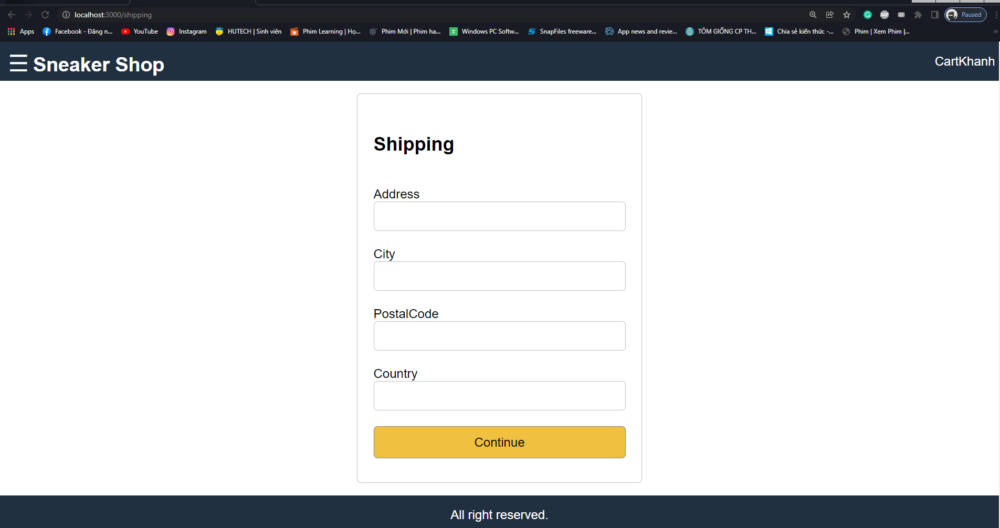 localhost:3000/shipping
Paused
Apps Facebook - Đăng n... YouTube Instagram HUTECH | Sinh viên Phim Learning | Họ... Phim Mới | Phim ha... Windows PC Softw... SnapFiles freeware... App news and revie... TÔM GIỐNG CP TH... Chia sẻ kiến thức -... Phim | Xem Phim |... »
☰ Sneaker Shop
CartKhanh
Shipping
Address
City
PostalCode
Country
Continue
All right reserved.